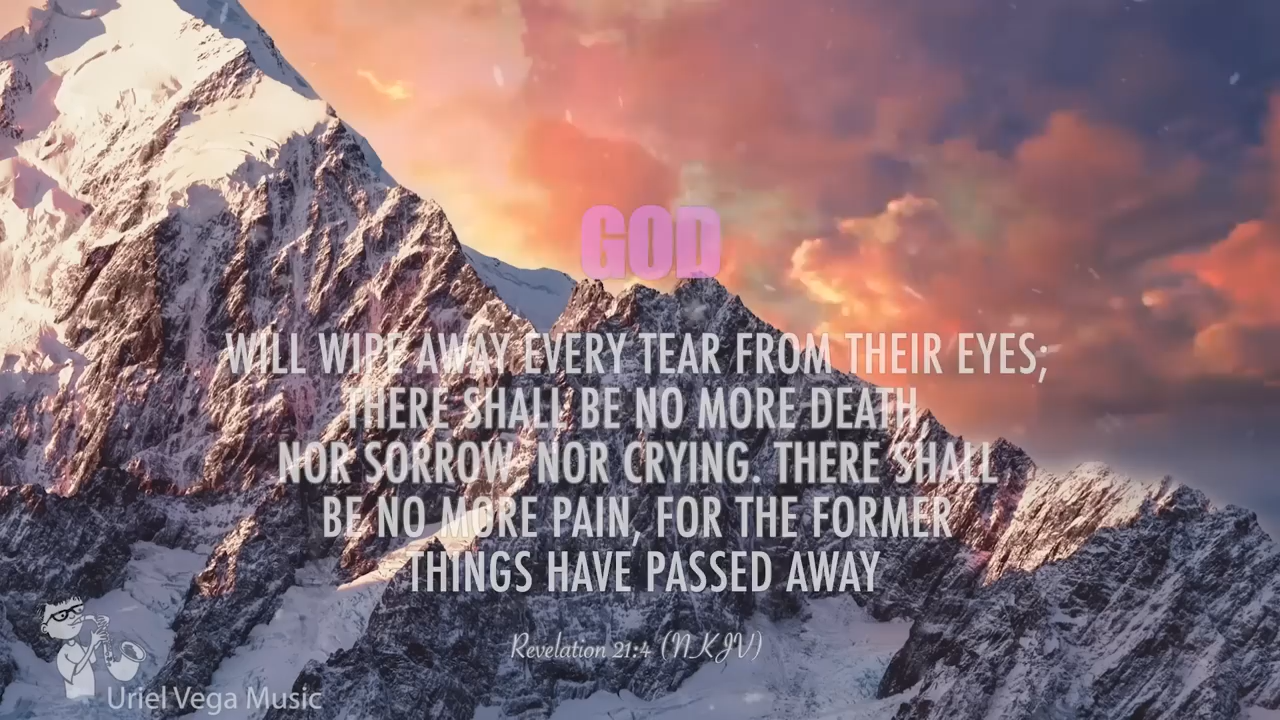 GOD
WILL WIPE AWAY EVERY TEAR FROM THEIR EYES;
THERE SHALL BE NO MORE DEATH,
NOR SORROW, NOR CRYING. THERE SHALL
BE NO MORE PAIN, FOR THE FORMER
THINGS HAVE PASSED AWAY
Revelation 21:4 (NKJV)
Uriel Vega Music